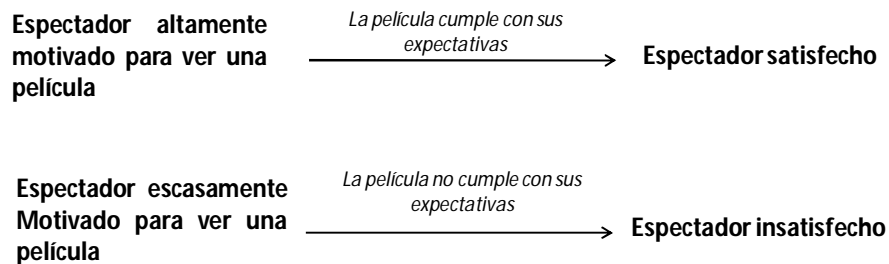 Espectador altamente
motivado para ver una
película
La película cumple con sus
expectativas
Espectador satisfecho
Espectador escasamente
Motivado para ver una
película
La película no cumple con sus
expectativas
Espectador insatisfecho